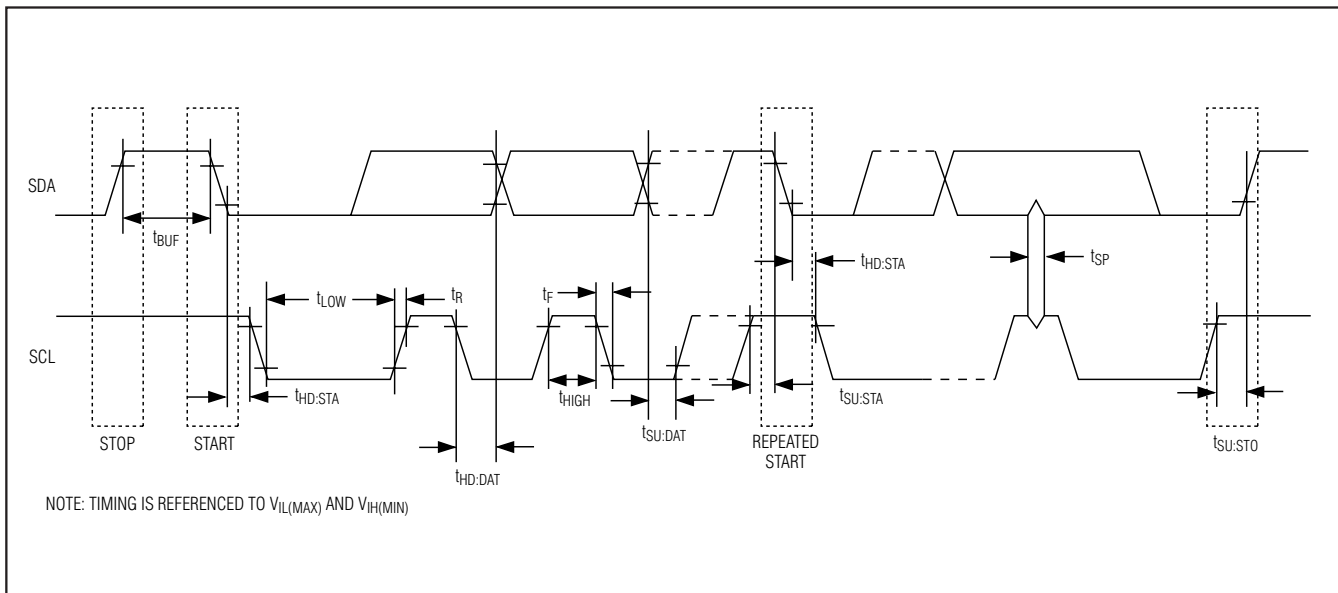 SDA
tBUF
tHD:STA
tSP
tLOW
tR
tF
SCL
tHD:STA
tHIGH
tSU:DAT
tSU:STA
tSU:STO
STOP
START
REPEATED
START
tHD:DAT
NOTE: TIMING IS REFERENCED TO VIL(MAX) AND VIH(MIN)